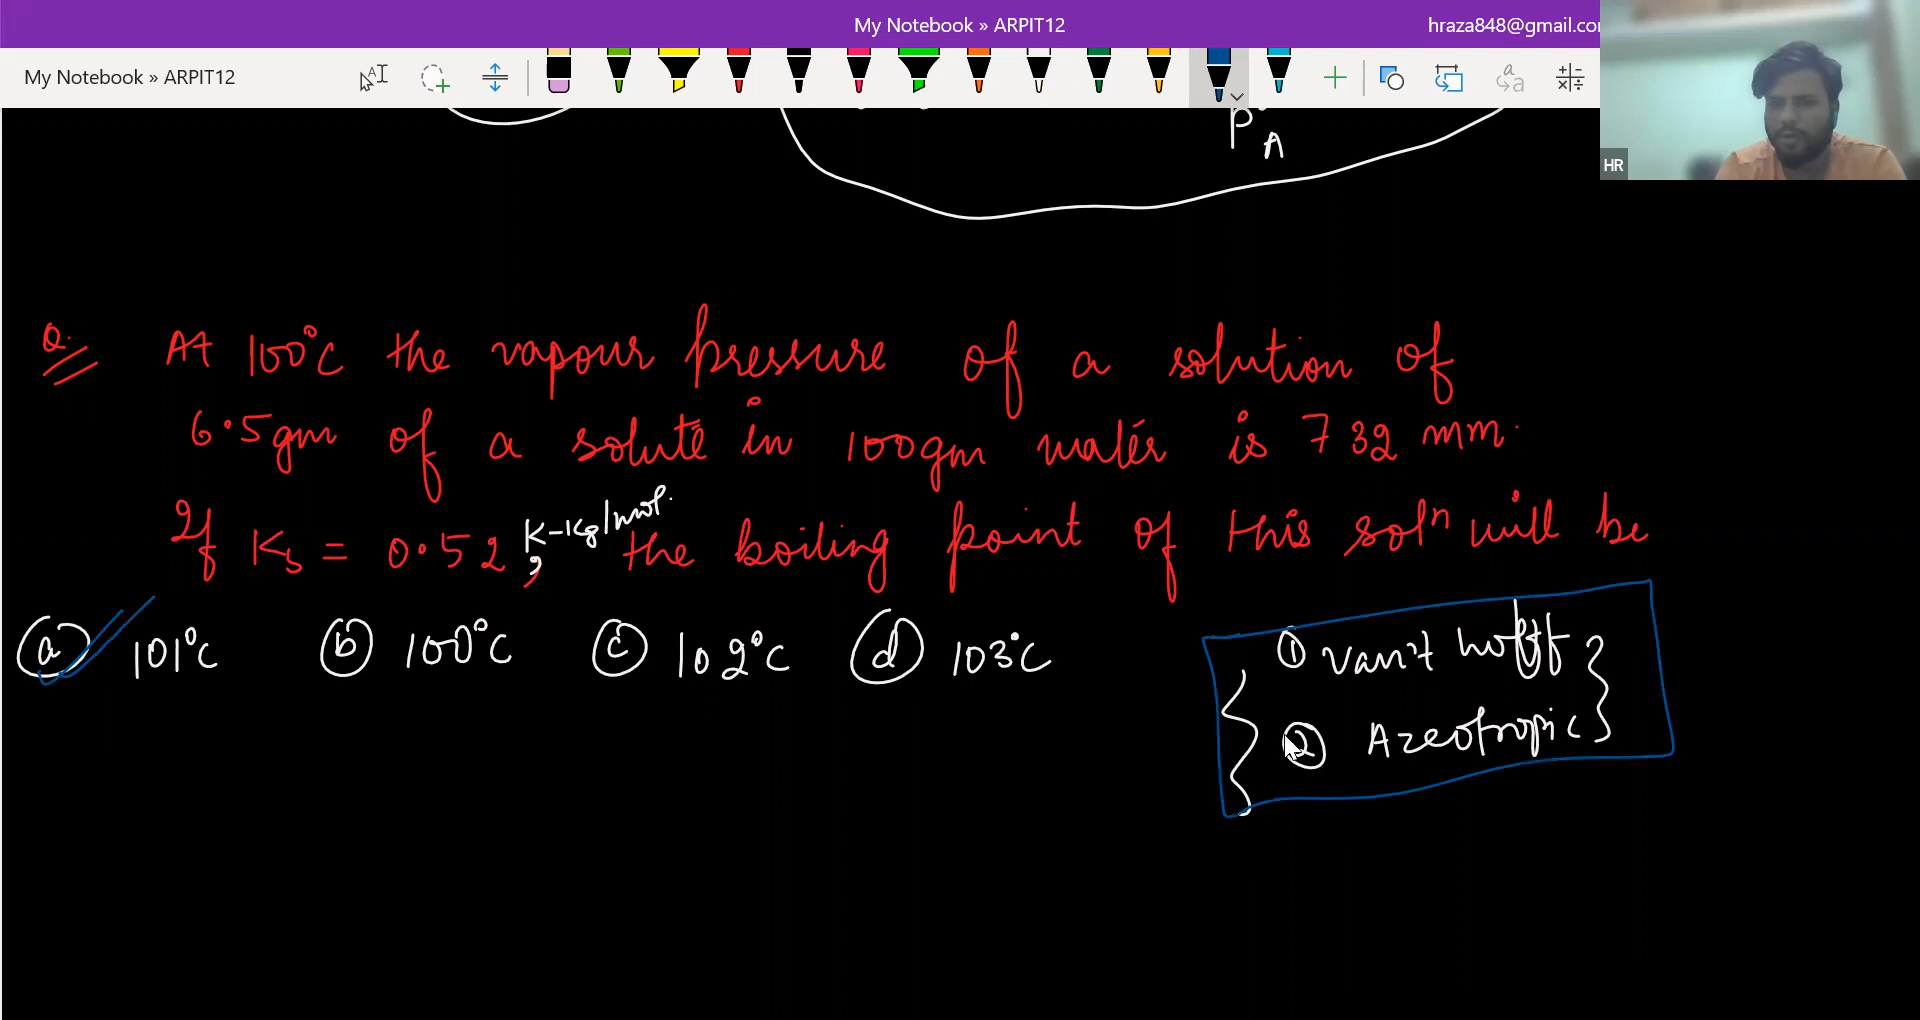 My Notebook » ARPIT12
hraza848@gmail.co
My Notebook » ARPIT12
HR
P A
Q. At 100°C the vapour pressure of a solution of
6.5gm of a solute in 100gm water is 732 mm.
If Kb = 0.52 K-Kg/mol, the boiling point of this solⁿ will be
(a) 101°C (b) 100°C (c) 102°C (d) 103°C
① Van't hoff
② Azeotropic